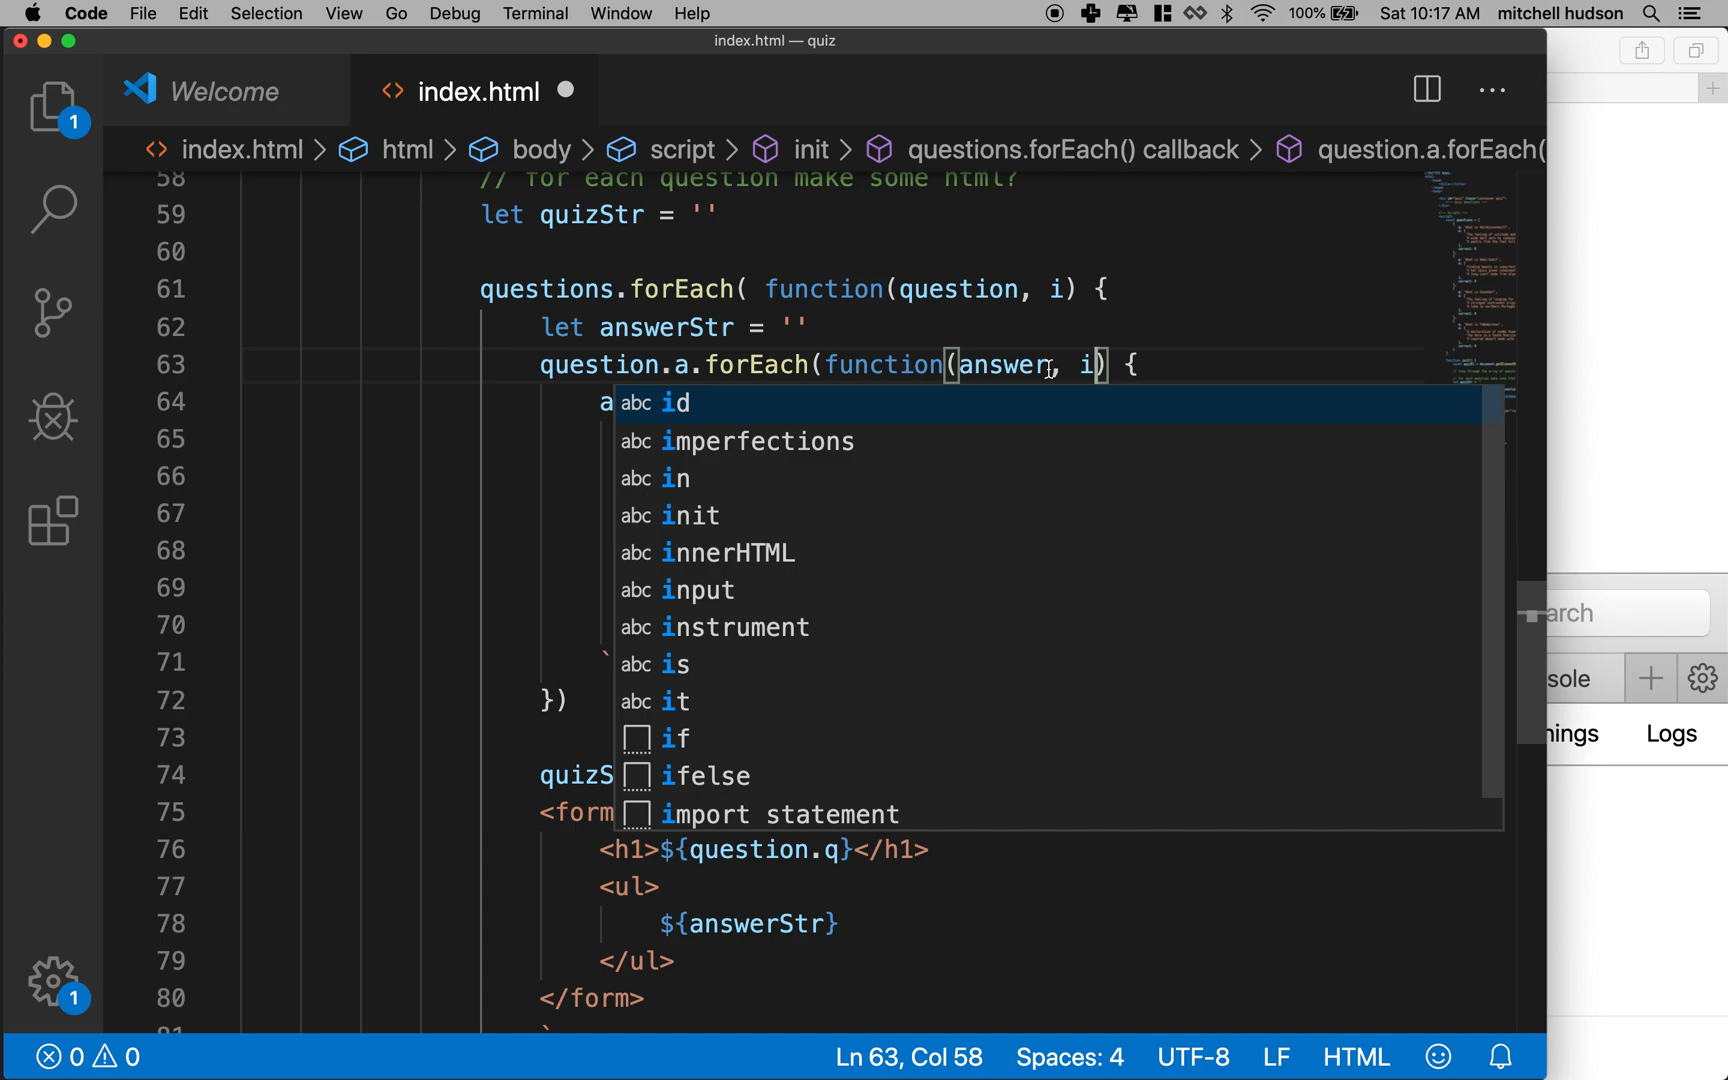 Code File Edit Selection View Go Debug Terminal Window Help 100% Sat 10:17 AM mitchell hudson
index.html — quiz
Welcome index.html
index.html > html > body > script > init > questions.forEach() callback > question.a.forEach(
58 // for each question make some html?
59 let quizStr = ''
60
61 questions.forEach( function(question, i) {
62 let answerStr = ''
63 question.a.forEach(function(answer, i) {
64 a abc id
65 abc imperfections
66 abc in
67 abc init
68 abc innerHTML
69 abc input
70 abc instrument
71 ` abc is
72 }) abc it
73 if
74 quizS ifelse
75 <form import statement
76 <h1>${question.q}</h1>
77 <ul>
78 ${answerStr}
79 </ul>
80 </form>
81 `
1
1
arch
sole
nings Logs
0 0 Ln 63, Col 58 Spaces: 4 UTF-8 LF HTML